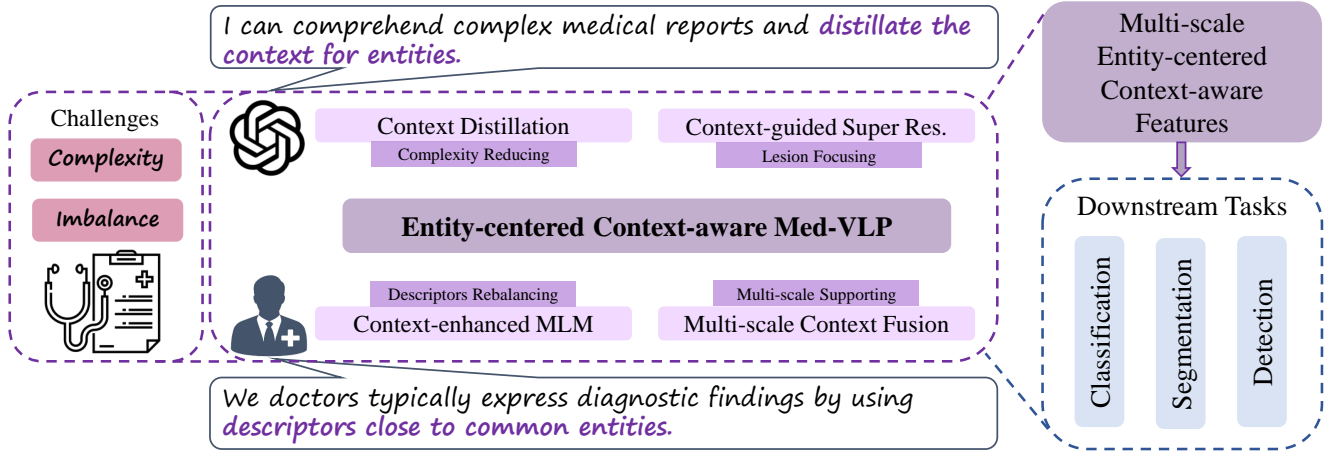 I can comprehend complex medical reports and distillate the
context for entities.
Challenges
Complexity
Imbalance
Context Distillation
Complexity Reducing
Context-guided Super Res.
Lesion Focusing
Entity-centered Context-aware Med-VLP
Descriptors Rebalancing
Context-enhanced MLM
Multi-scale Supporting
Multi-scale Context Fusion
We doctors typically express diagnostic findings by using
descriptors close to common entities.
Multi-scale
Entity-centered
Context-aware
Features
Downstream Tasks
Classification
Segmentation
Detection